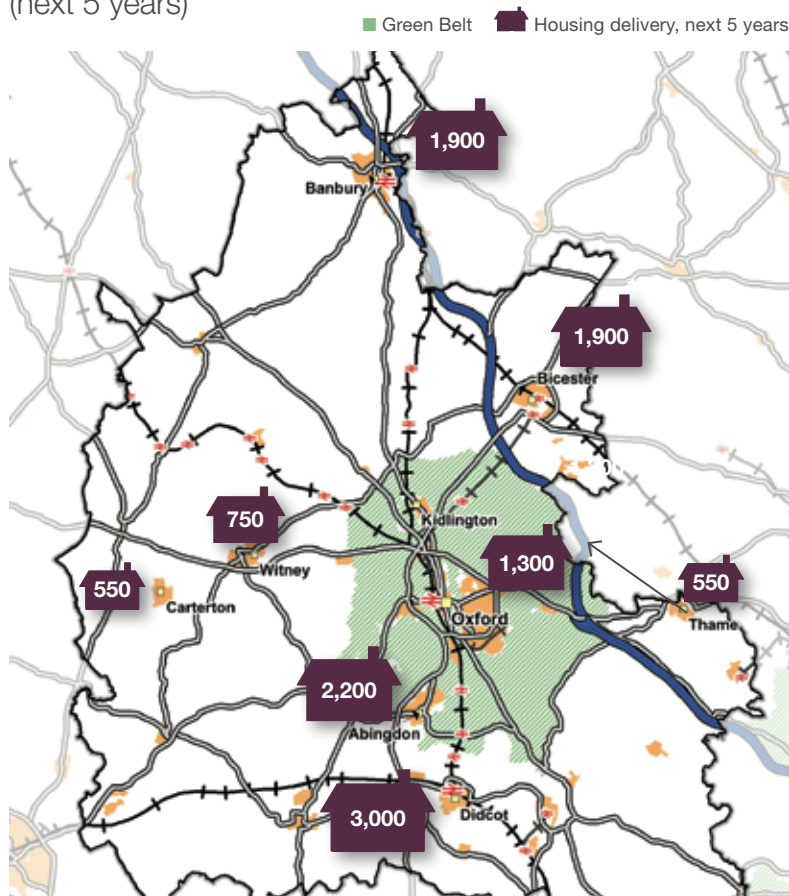 (next 5 years)
Green Belt
Housing delivery, next 5 years
1,900
Banbury
1,900
Bicester
750
Kidlington
1,300
Witney
550
550
Carterton
Oxford
Thame
2,200
Abingdon
3,000
Didcot